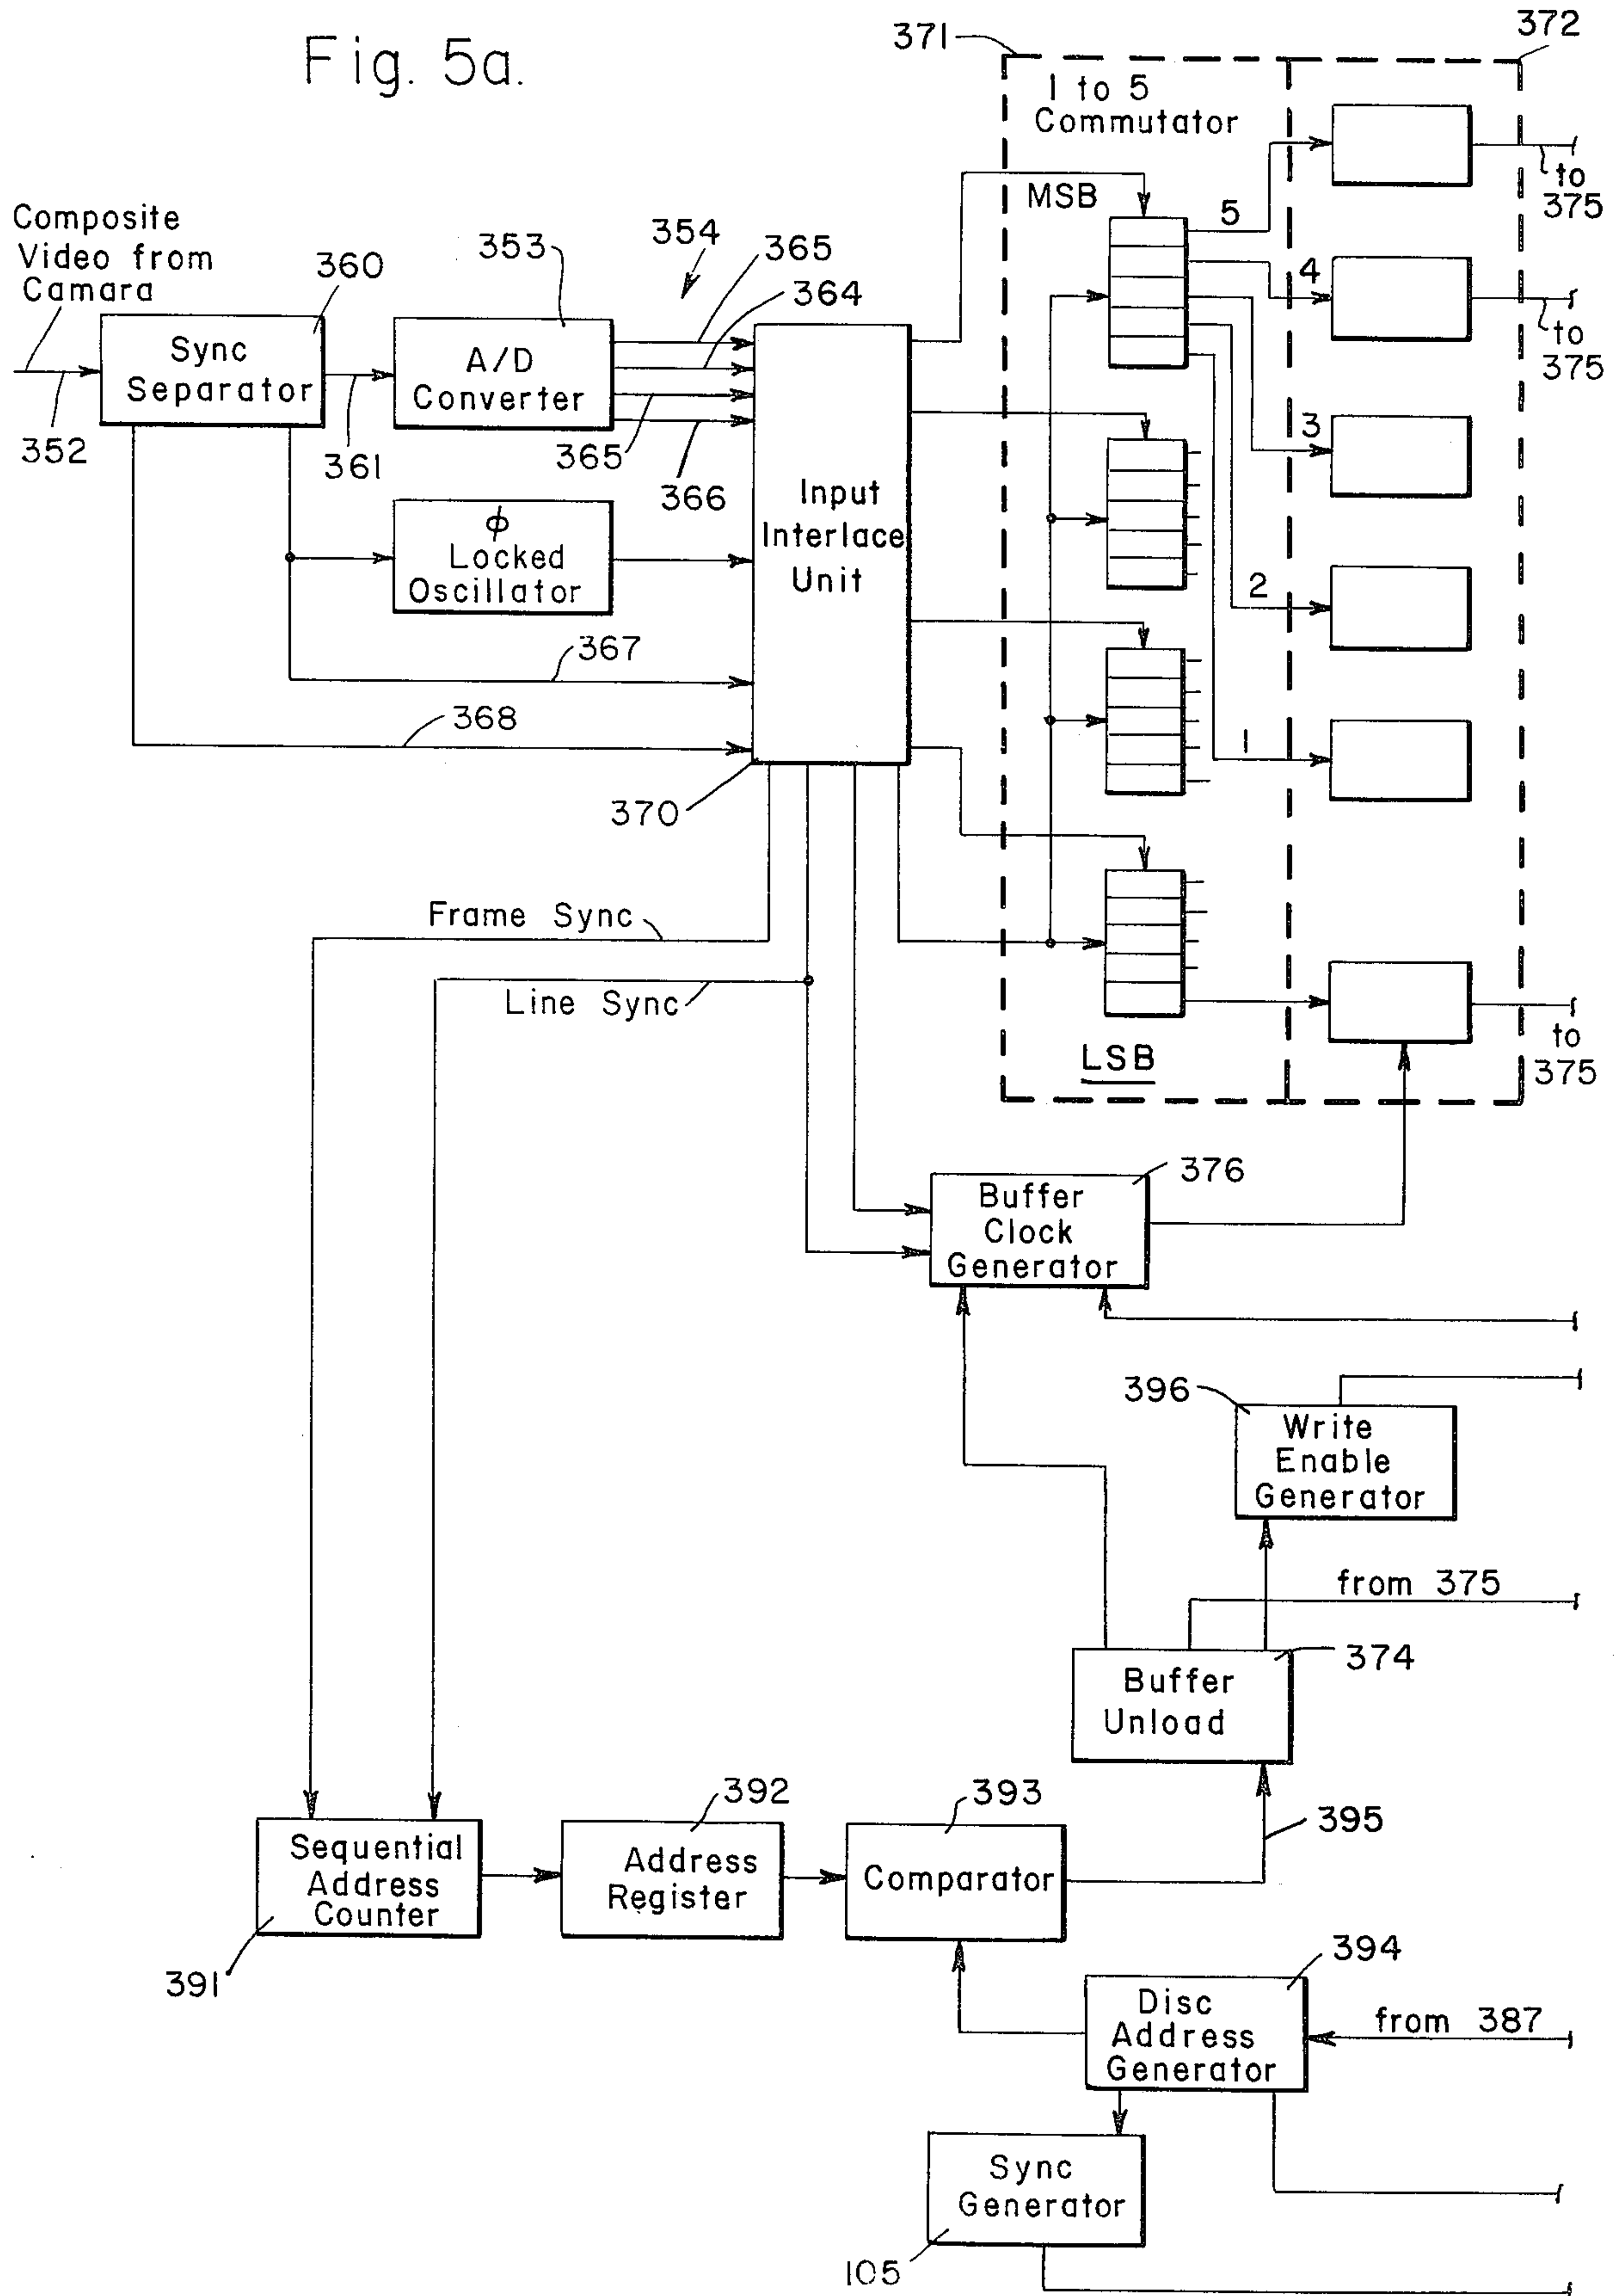 Fig. 5a.
371
372
1 to 5
Commutator
MSB
5
to
375
4
to
375
3
2
1
LSB
to
375
Composite
Video from
Camara
352
360
Sync
Separator
361
353
A/D
Converter
354
365
364
365
366
φ
Locked
Oscillator
367
368
Input
Interlace
Unit
370
Frame Sync
Line Sync
376
Buffer
Clock
Generator
396
Write
Enable
Generator
from 375
374
Buffer
Unload
395
391
Sequential
Address
Counter
392
Address
Register
393
Comparator
394
Disc
Address
Generator
from 387
Sync
Generator
105